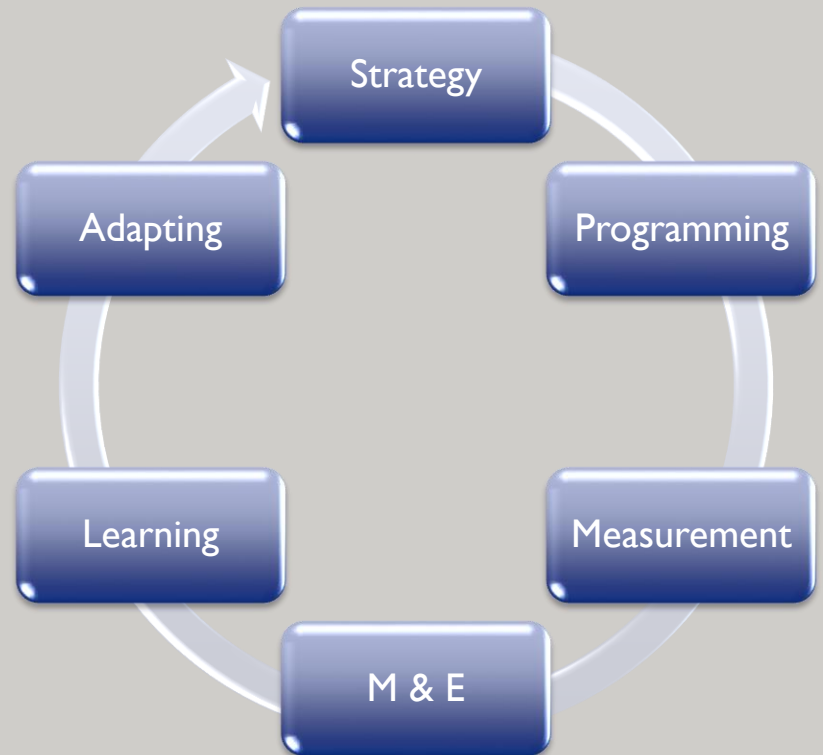 Strategy
Programming
Measurement
M & E
Learning
Adapting